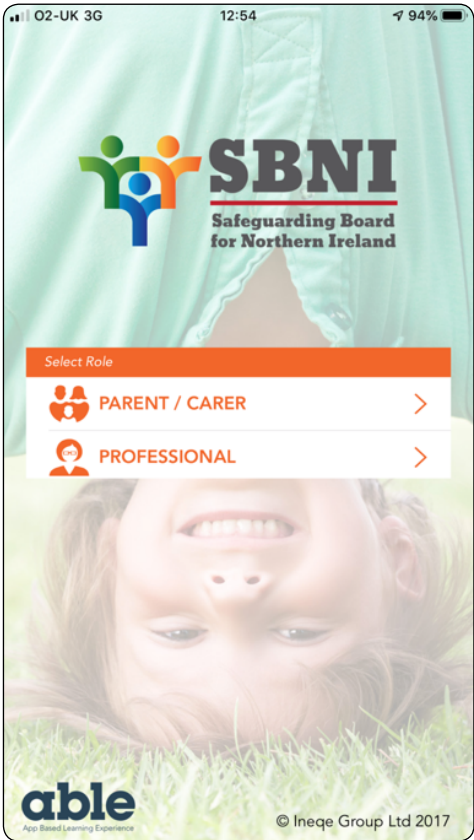 O2-UK 3G 12:54 94%
SBNI
Safeguarding Board
for Northern Ireland
Select Role
PARENT / CARER
PROFESSIONAL
able
App Based Learning Experience
© Ineqe Group Ltd 2017